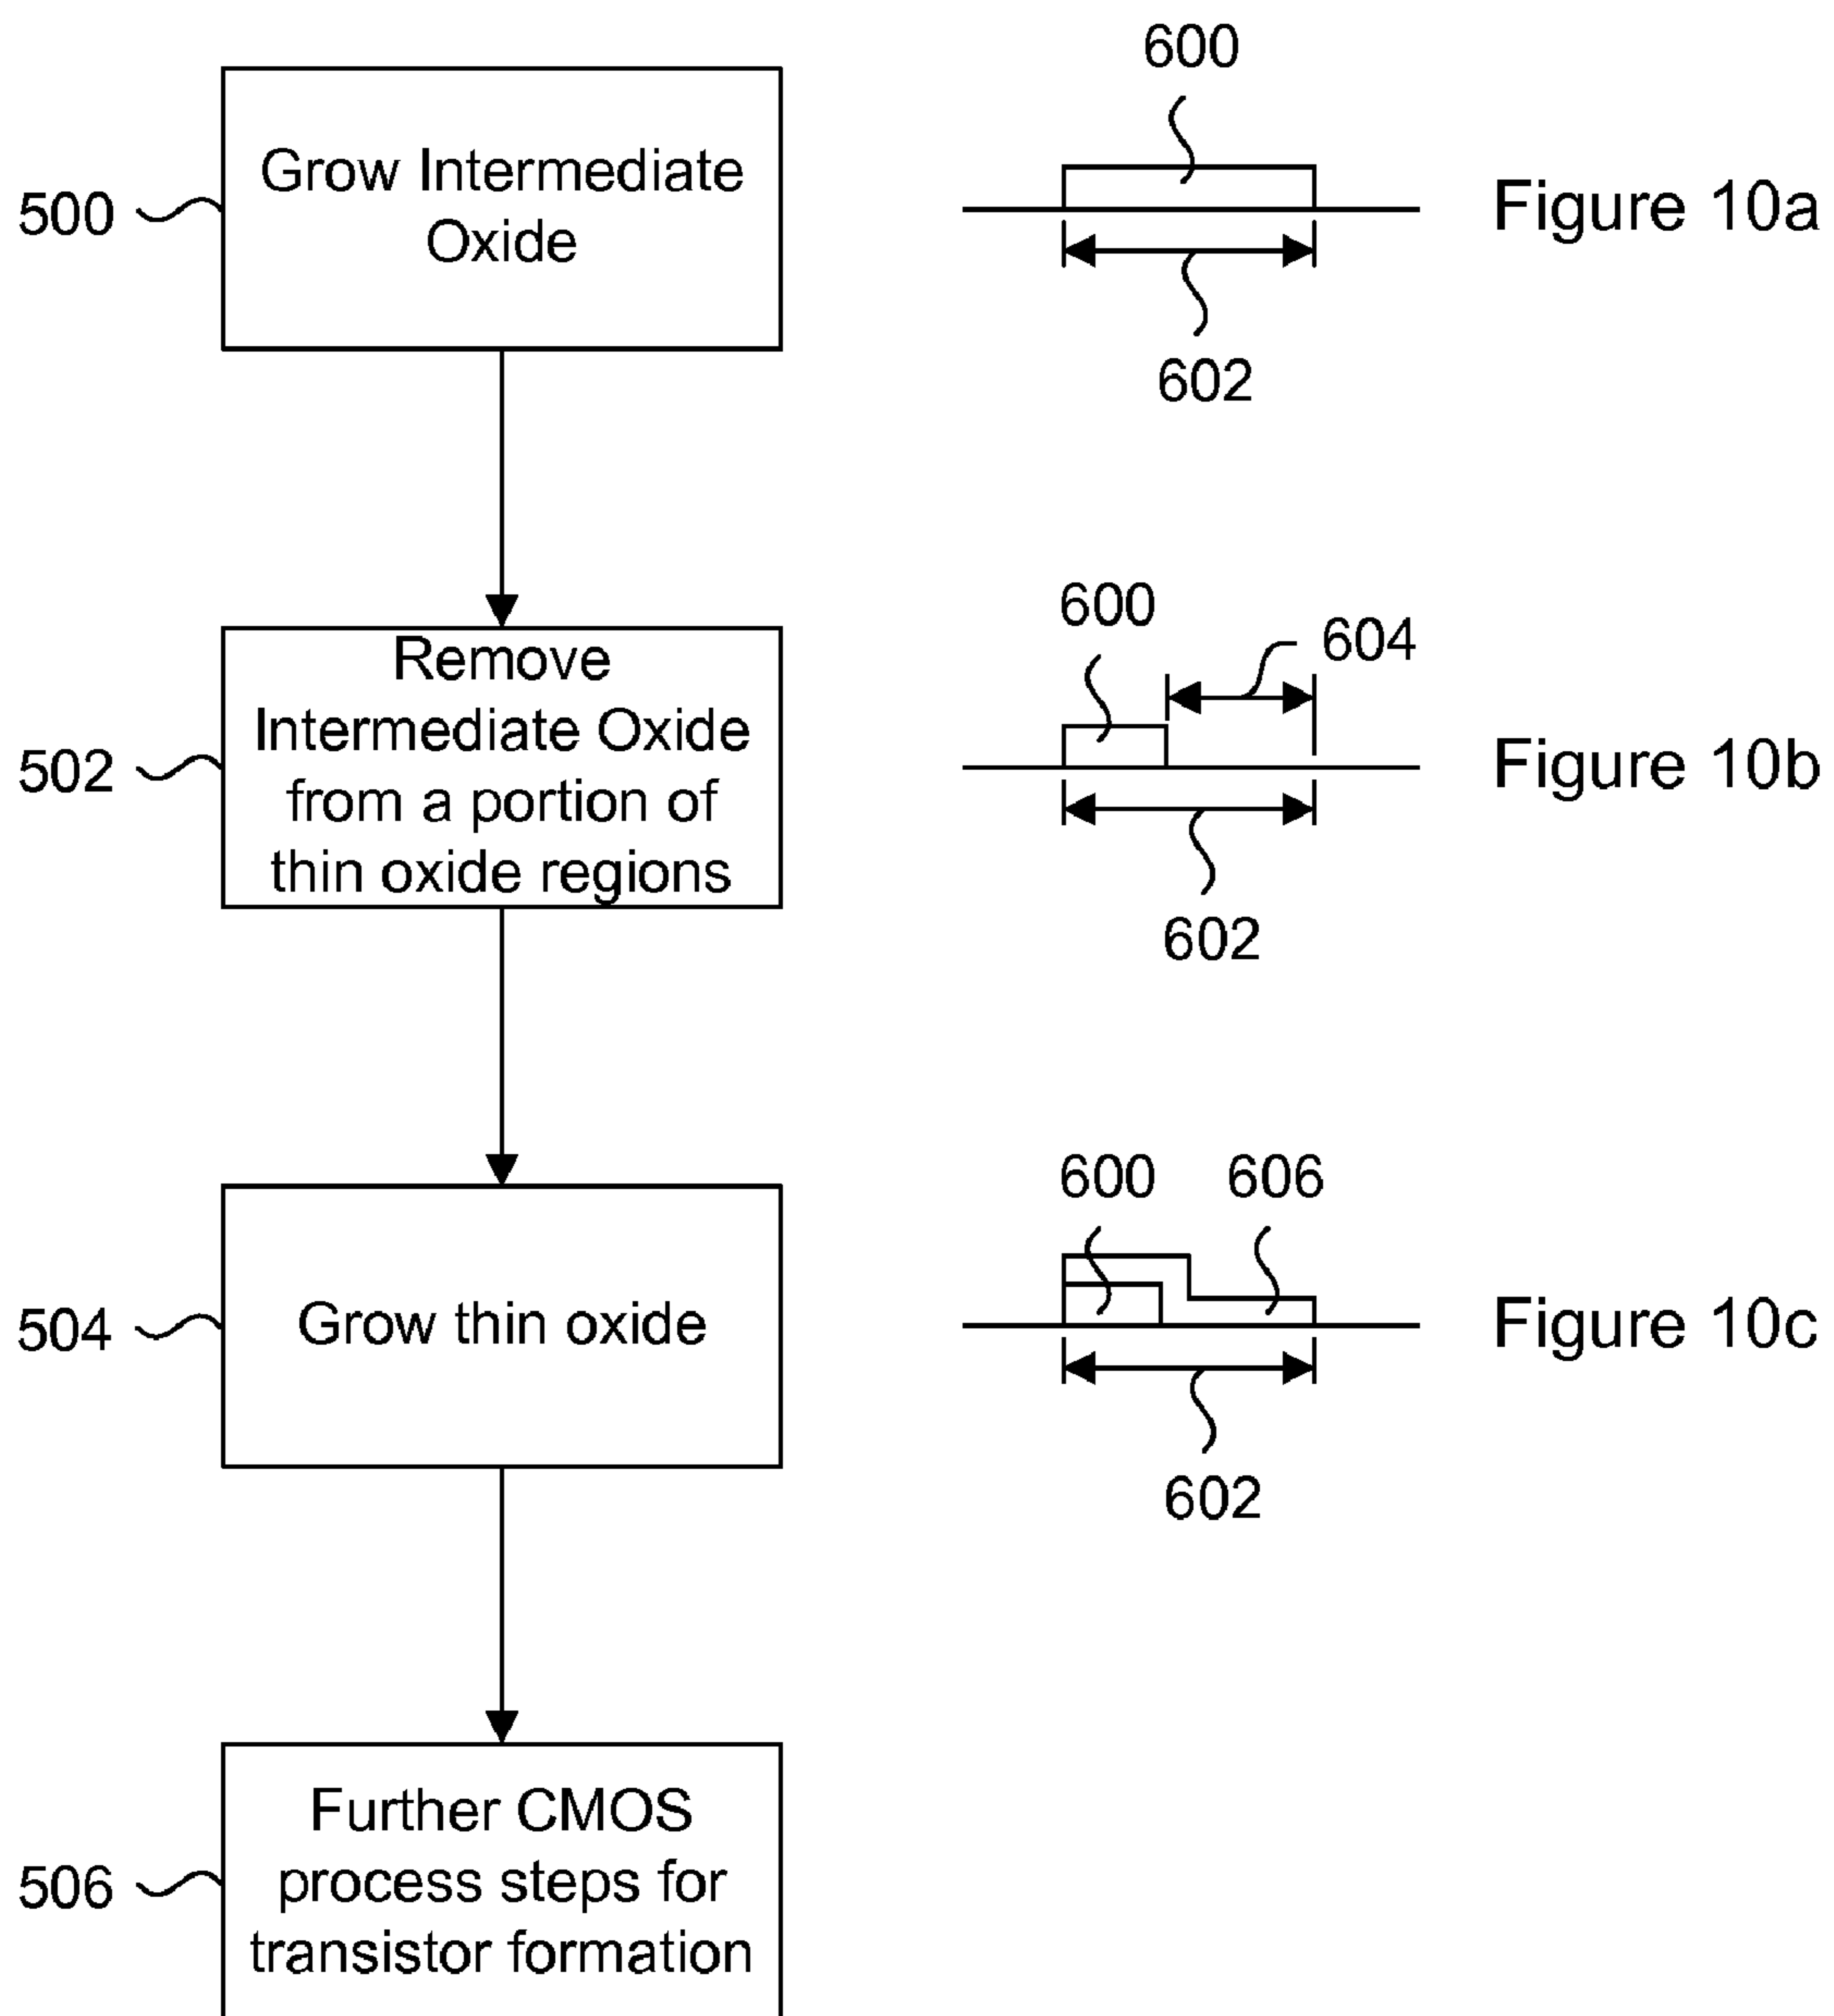 600
500
Grow Intermediate
Oxide
Figure 10a
602
600
604
502
Remove
Intermediate Oxide
from a portion of
thin oxide regions
Figure 10b
602
600 606
504
Grow thin oxide
Figure 10c
602
506
Further CMOS
process steps for
transistor formation